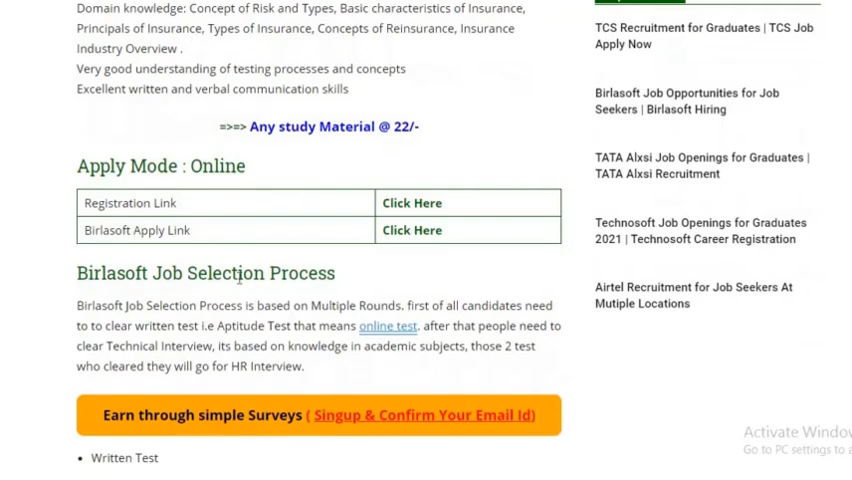 Domain knowledge: Concept of Risk and Types, Basic characteristics of Insurance,
Principals of Insurance, Types of Insurance, Concepts of Reinsurance, Insurance
Industry Overview .
Very good understanding of testing processes and concepts
Excellent written and verbal communication skills
=>=> Any study Material @ 22/-
Apply Mode : Online
Registration Link Click Here
Birlasoft Apply Link Click Here
Birlasoft Job Selection Process
Birlasoft Job Selection Process is based on Multiple Rounds. first of all candidates need
to to clear written test i.e Aptitude Test that means online test. after that people need to
clear Technical Interview, its based on knowledge in academic subjects, those 2 test
who cleared they will go for HR Interview.
Earn through simple Surveys ( Singup & Confirm Your Email Id)
• Written Test
TCS Recruitment for Graduates | TCS Job
Apply Now
Birlasoft Job Opportunities for Job
Seekers | Birlasoft Hiring
TATA Alxsi Job Openings for Graduates |
TATA Alxsi Recruitment
Technosoft Job Openings for Graduates
2021 | Technosoft Career Registration
Airtel Recruitment for Job Seekers At
Mutiple Locations
Activate Window
Go to PC settings to a